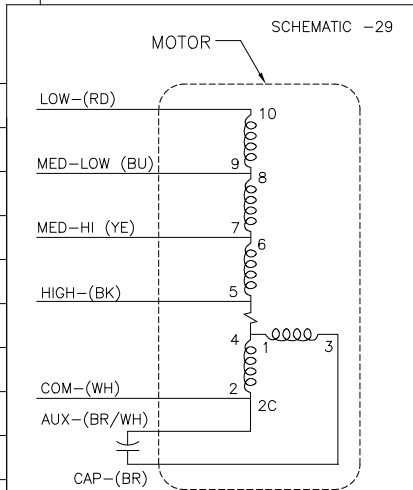 SCHEMATIC -29
MOTOR
LOW-(RD)
10
MED-LOW (BU)
9
8
MED-HI (YE)
7
6
HIGH-(BK)
5
4
1
3
COM-(WH)
2
2C
AUX-(BR/WH)
CAP-(BR)